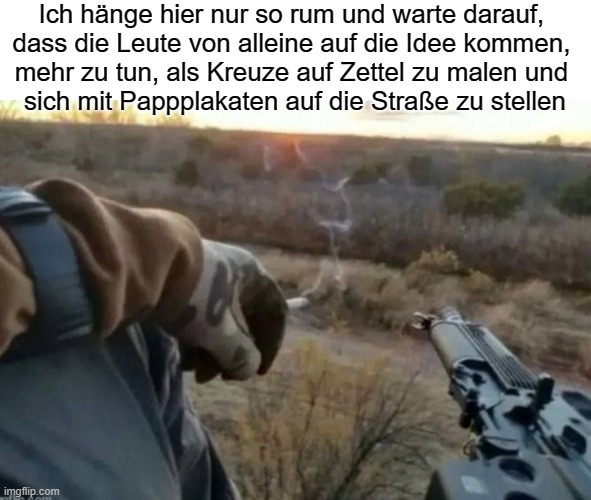 Ich hänge hier nur so rum und warte darauf,
dass die Leute von alleine auf die Idee kommen,
mehr zu tun, als Kreuze auf Zettel zu malen und
sich mit Pappplakaten auf die Straße zu stellen
imgflip.com